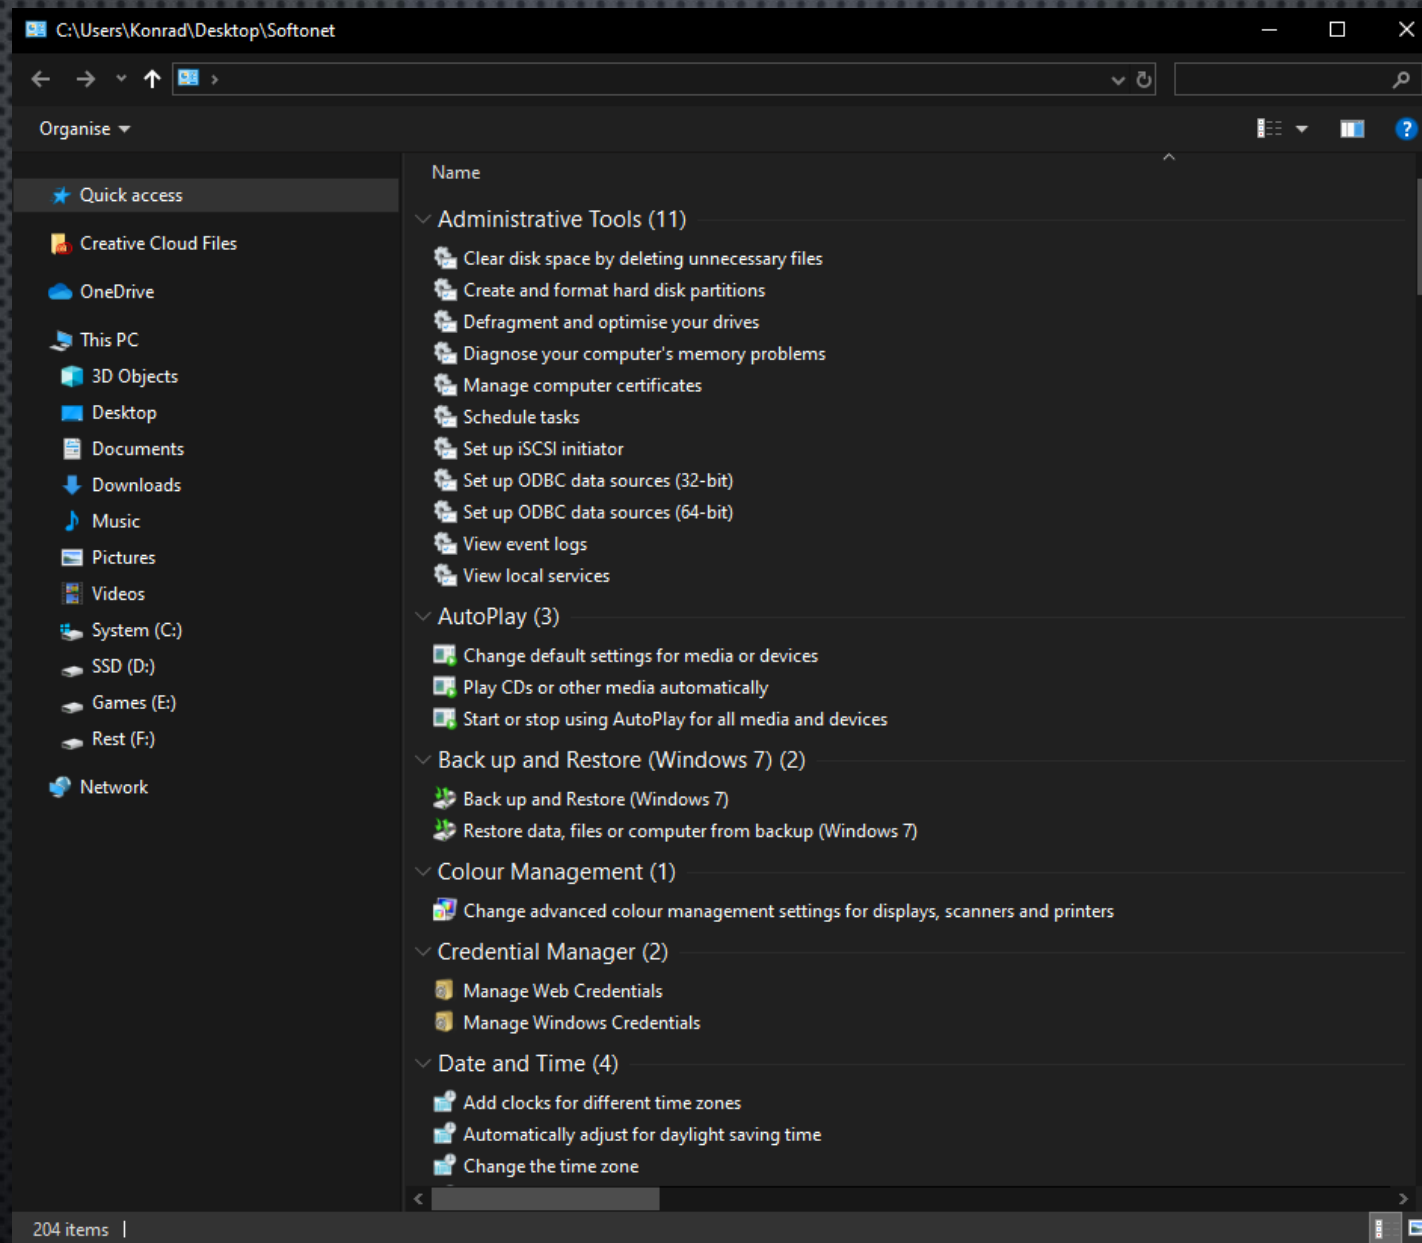 C:\Users\Konrad\Desktop\Softonet
Organise
Quick access
Creative Cloud Files
OneDrive
This PC
3D Objects
Desktop
Documents
Downloads
Music
Pictures
Videos
System (C:)
SSD (D:)
Games (E:)
Rest (F:)
Network
Name
Administrative Tools (11)
Clear disk space by deleting unnecessary files
Create and format hard disk partitions
Defragment and optimise your drives
Diagnose your computer's memory problems
Manage computer certificates
Schedule tasks
Set up iSCSI initiator
Set up ODBC data sources (32-bit)
Set up ODBC data sources (64-bit)
View event logs
View local services
AutoPlay (3)
Change default settings for media or devices
Play CDs or other media automatically
Start or stop using AutoPlay for all media and devices
Back up and Restore (Windows 7) (2)
Back up and Restore (Windows 7)
Restore data, files or computer from backup (Windows 7)
Colour Management (1)
Change advanced colour management settings for displays, scanners and printers
Credential Manager (2)
Manage Web Credentials
Manage Windows Credentials
Date and Time (4)
Add clocks for different time zones
Automatically adjust for daylight saving time
Change the time zone
204 items